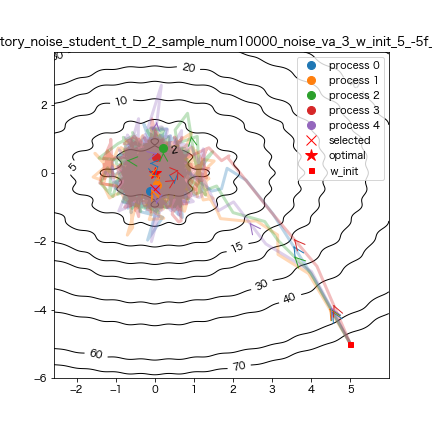 tory_noise_student_t_D_2_sample_num10000_noise_va_3_w_init_5_-5f_
process 0
process 1
process 2
process 3
process 4
selected
optimal
w_init
20
10
5
2
15
30
40
60
70
2
0
−2
−4
−6
−2 −1 0 1 2 3 4 5